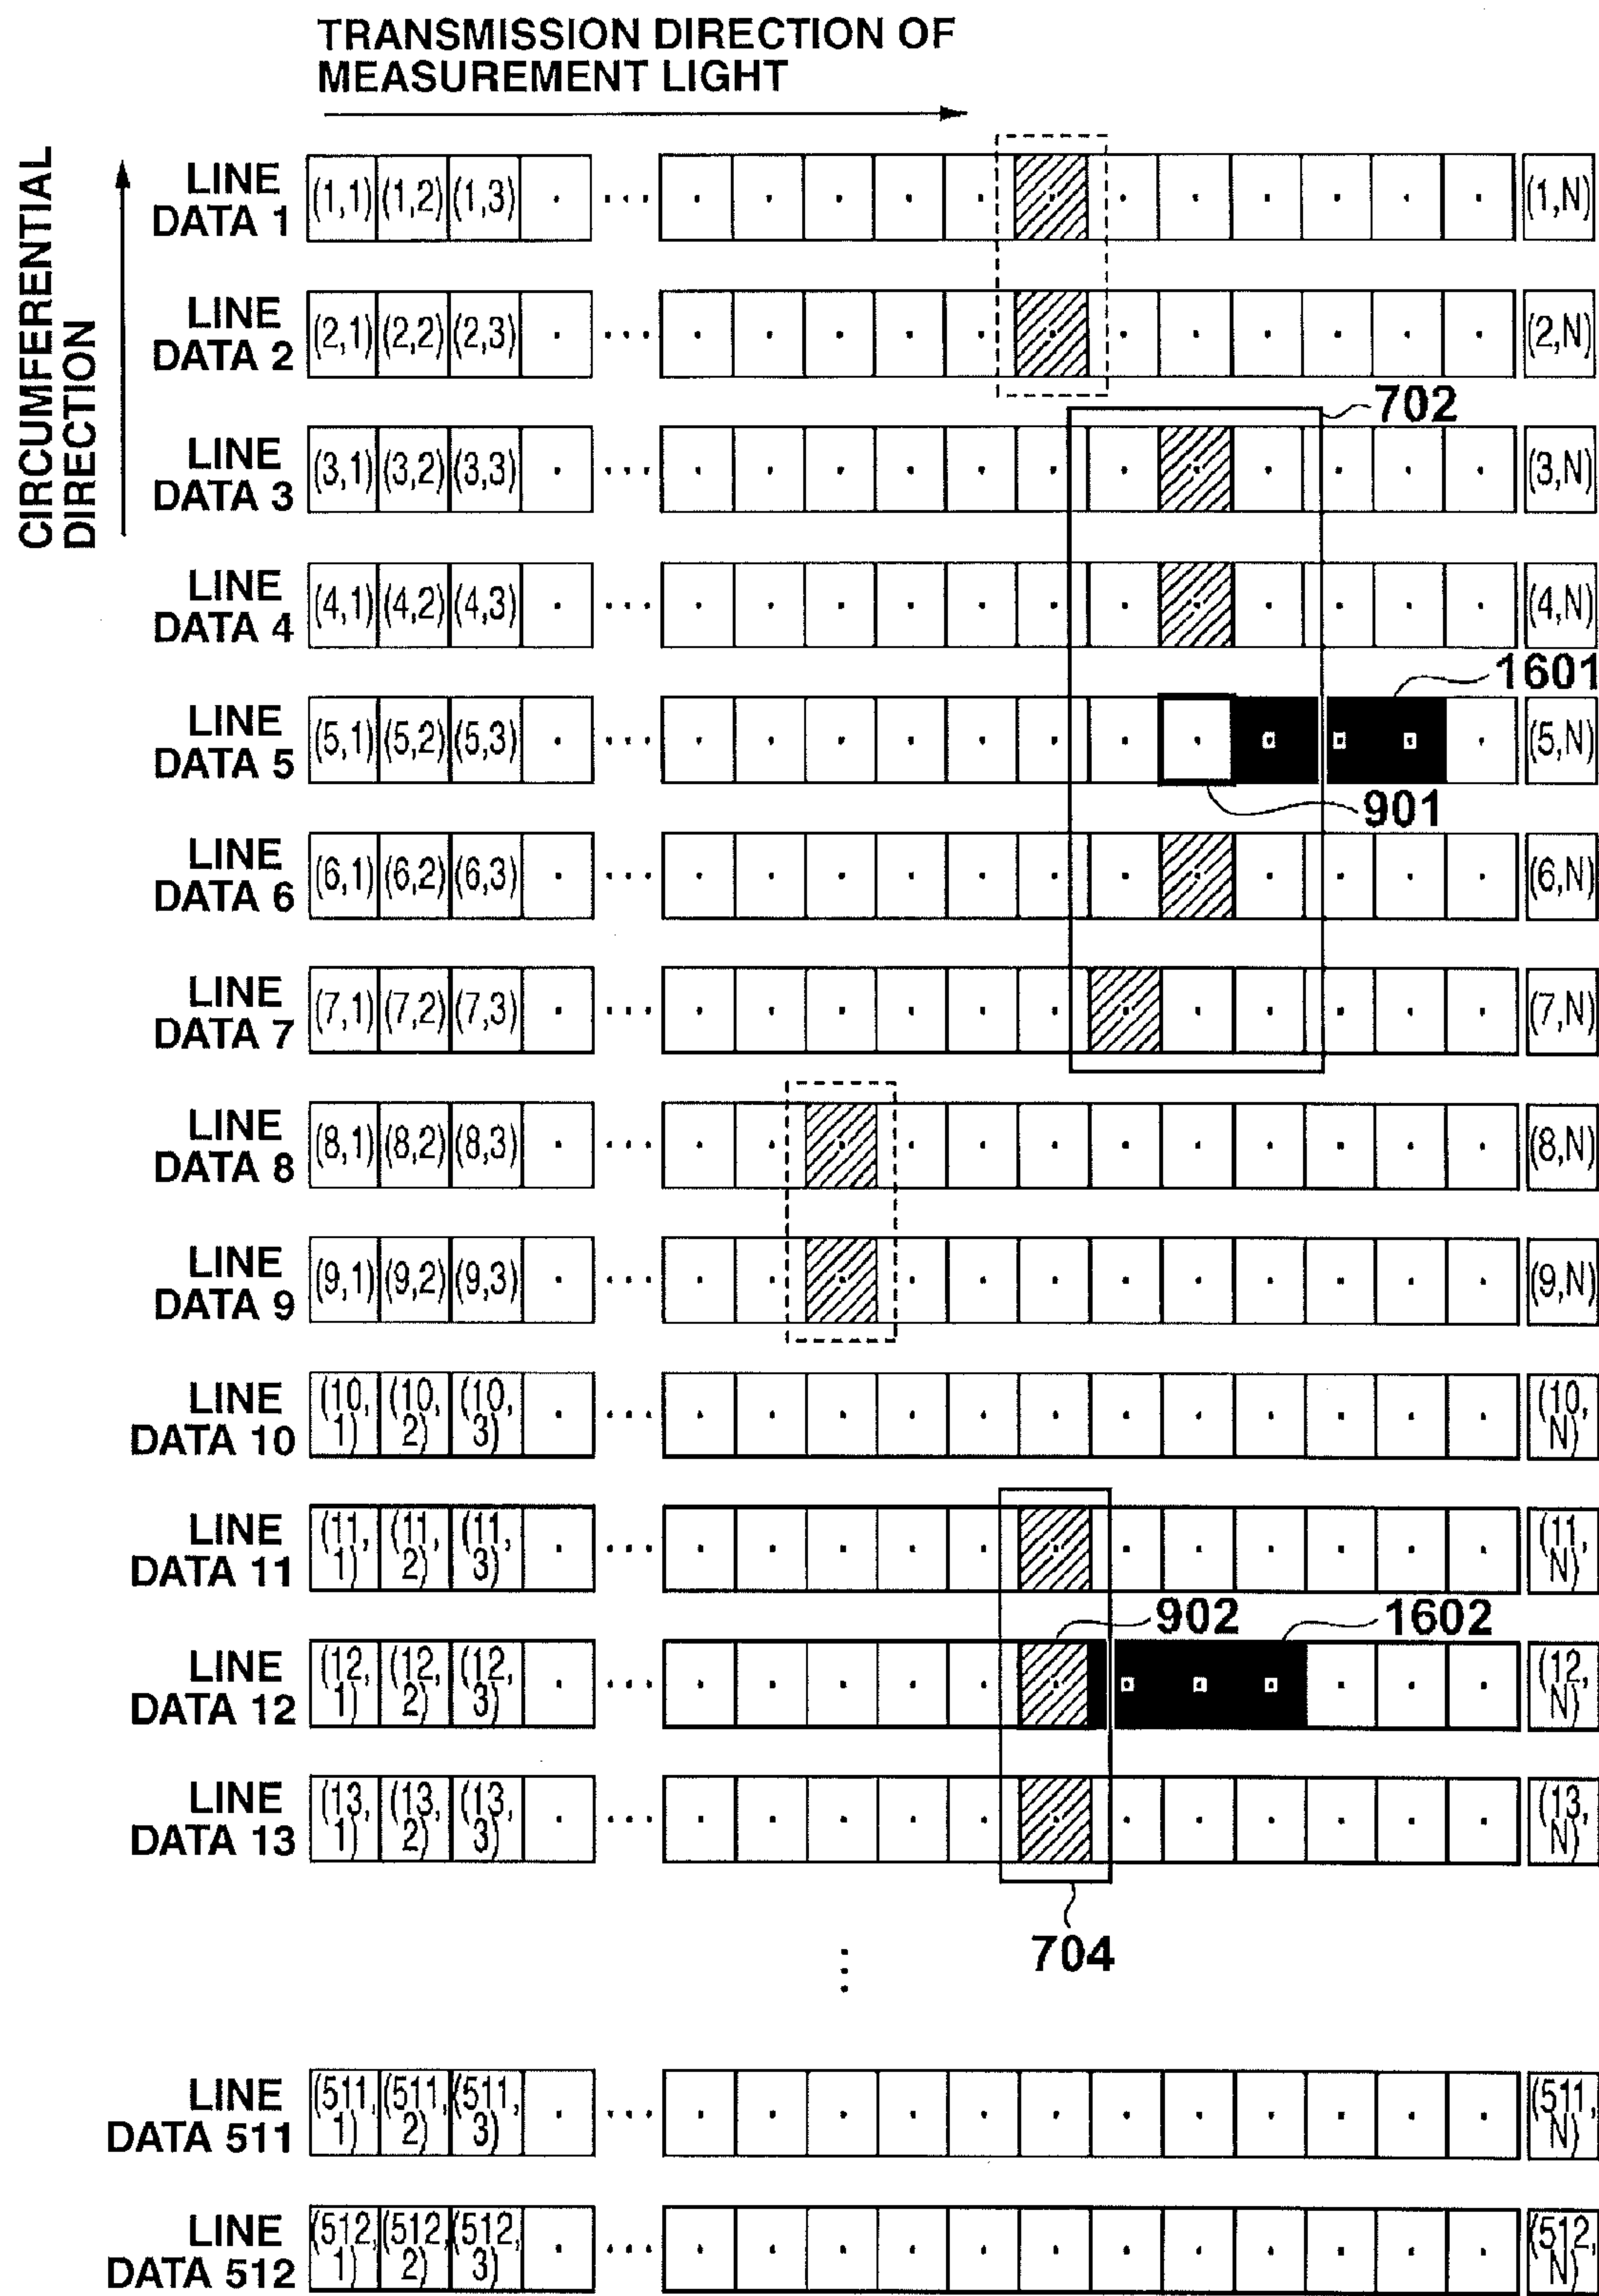 TRANSMISSION DIRECTION OF
MEASUREMENT LIGHT
CIRCUMFERENTIAL
DIRECTION
LINE
DATA 1
(1,1) (1,2) (1,3) (1,N)
LINE
DATA 2
(2,1) (2,2) (2,3) (2,N)
702
LINE
DATA 3
(3,1) (3,2) (3,3) (3,N)
LINE
DATA 4
(4,1) (4,2) (4,3) (4,N)
1601
LINE
DATA 5
(5,1) (5,2) (5,3) (5,N)
901
LINE
DATA 6
(6,1) (6,2) (6,3) (6,N)
LINE
DATA 7
(7,1) (7,2) (7,3) (7,N)
LINE
DATA 8
(8,1) (8,2) (8,3) (8,N)
LINE
DATA 9
(9,1) (9,2) (9,3) (9,N)
LINE
DATA 10
(10, (10, (10, (10,
1) 2) 3) N)
LINE
DATA 11
(11, (11, (11, (11,
1) 2) 3) N)
902 1602
LINE
DATA 12
(12, (12, (12, (12,
1) 2) 3) N)
LINE
DATA 13
(13, (13, (13, (13,
1) 2) 3) N)
704
LINE
DATA 511
(511, (511, (511, (511,
1) 2) 3) N)
LINE
DATA 512
(512, (512, (512, (512,
1) 2) 3) N)